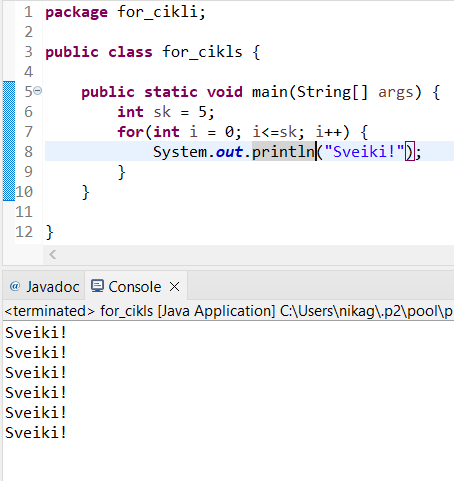 1 package for_cikli;
2
3 public class for_cikls {
4
5 public static void main(String[] args) {
6 int sk = 5;
7 for(int i = 0; i<=sk; i++) {
8 System.out.println("Sveiki!");
9 }
10 }
11
12 }
@ Javadoc Console
<terminated> for_cikls [Java Application] C:\Users\nikag\.p2\pool\p
Sveiki!
Sveiki!
Sveiki!
Sveiki!
Sveiki!
Sveiki!